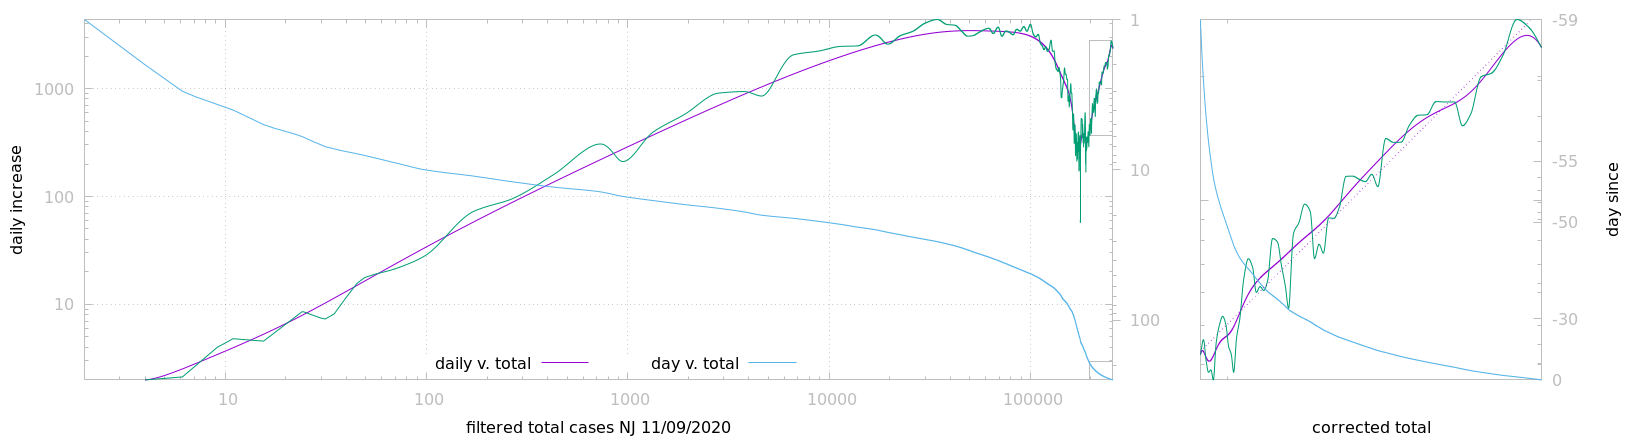 1
-59
1000
10
-55
daily increase
100
-50
day since
10
100
-30
daily v. total
day v. total
0
10
100
1000
10000
100000
filtered total cases NJ 11/09/2020
corrected total